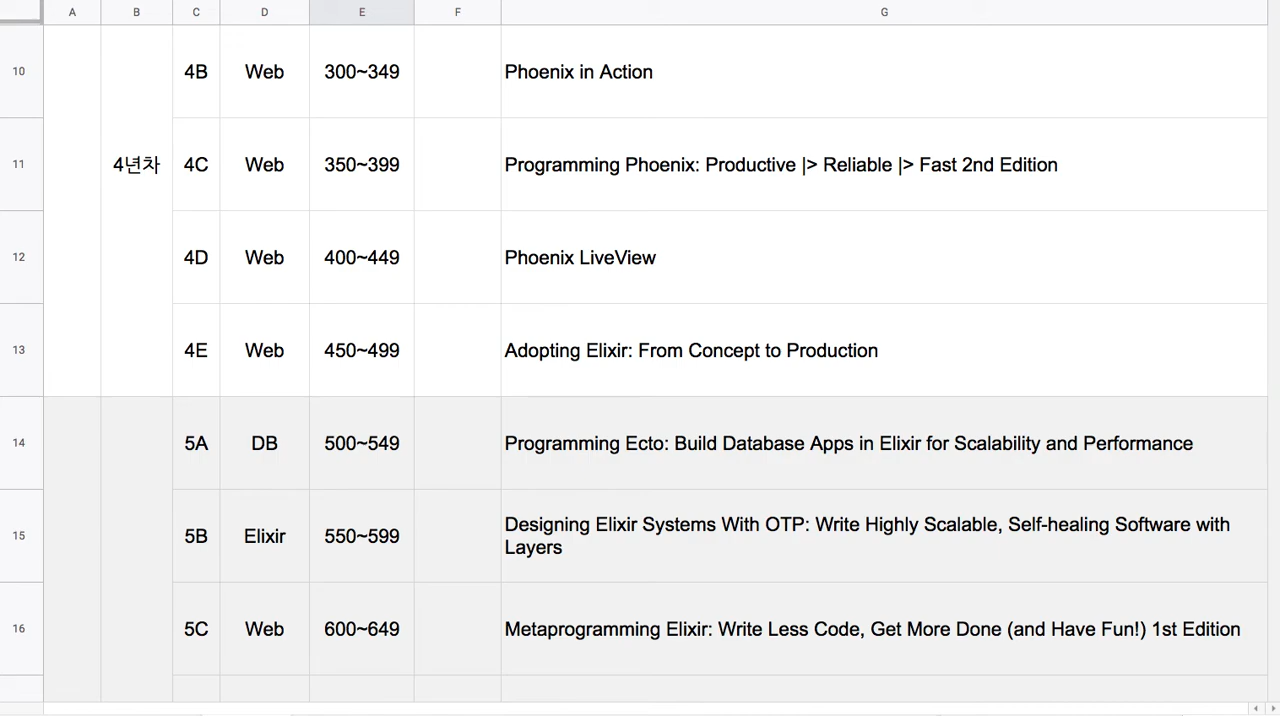 A B C D E F G
10 4B Web 300~349 Phoenix in Action
11 4년차 4C Web 350~399 Programming Phoenix: Productive |> Reliable |> Fast 2nd Edition
12 4D Web 400~449 Phoenix LiveView
13 4E Web 450~499 Adopting Elixir: From Concept to Production
14 5A DB 500~549 Programming Ecto: Build Database Apps in Elixir for Scalability and Performance
15 5B Elixir 550~599 Designing Elixir Systems With OTP: Write Highly Scalable, Self-healing Software with
Layers
16 5C Web 600~649 Metaprogramming Elixir: Write Less Code, Get More Done (and Have Fun!) 1st Edition